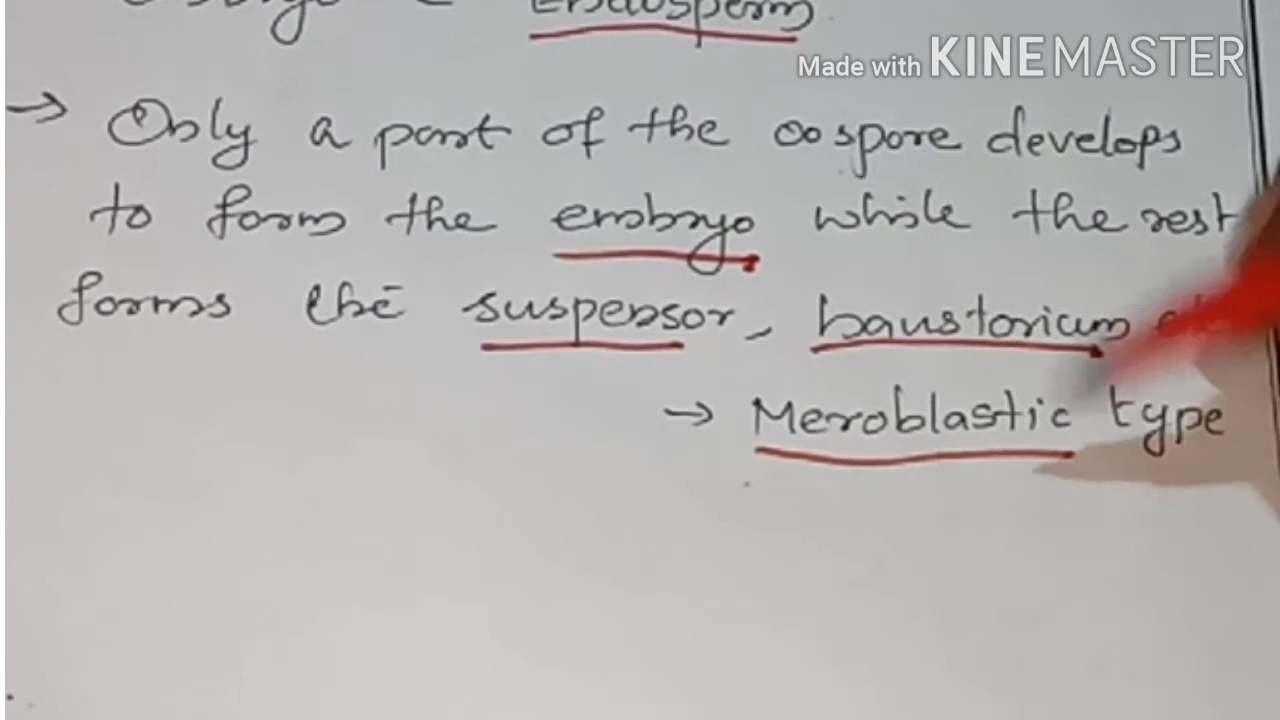 Endosperm
Made with KINEMASTER
→ Only a part of the oospore develops
to form the embryo while the rest
forms the suspensor, haustorium
→ Meroblastic type